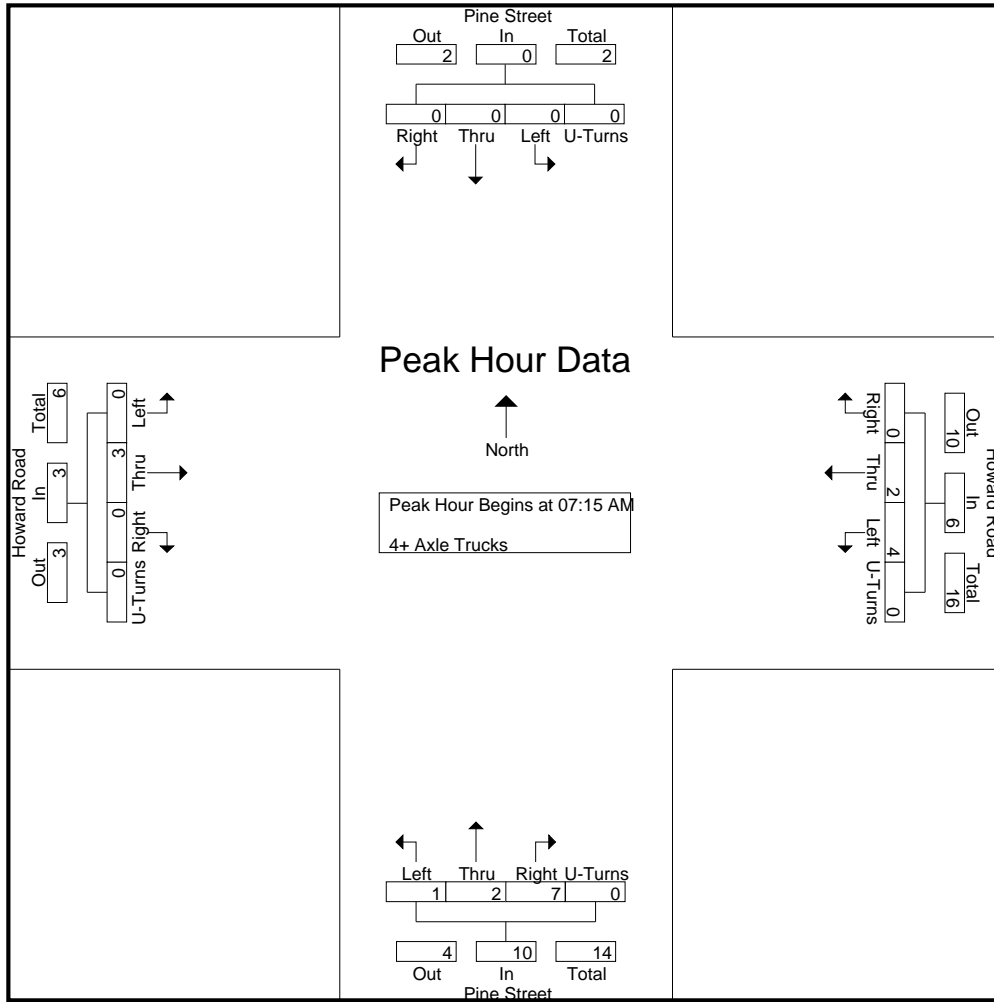 Pine Street
Out In Total
2 0 2
0 0 0 0
Right Thru Left U-Turns
Peak Hour Data
North
Peak Hour Begins at 07:15 AM
4+ Axle Trucks
Howard Road
Total In Out
6 3 3
0 3 0 0
Left Thru Right U-Turns
Howard Road
Out In Total
10 6 16
0 2 4 0
Right Thru Left U-Turns
Left Thru Right U-Turns
1 2 7 0
4 10 14
Out In Total
Pine Street